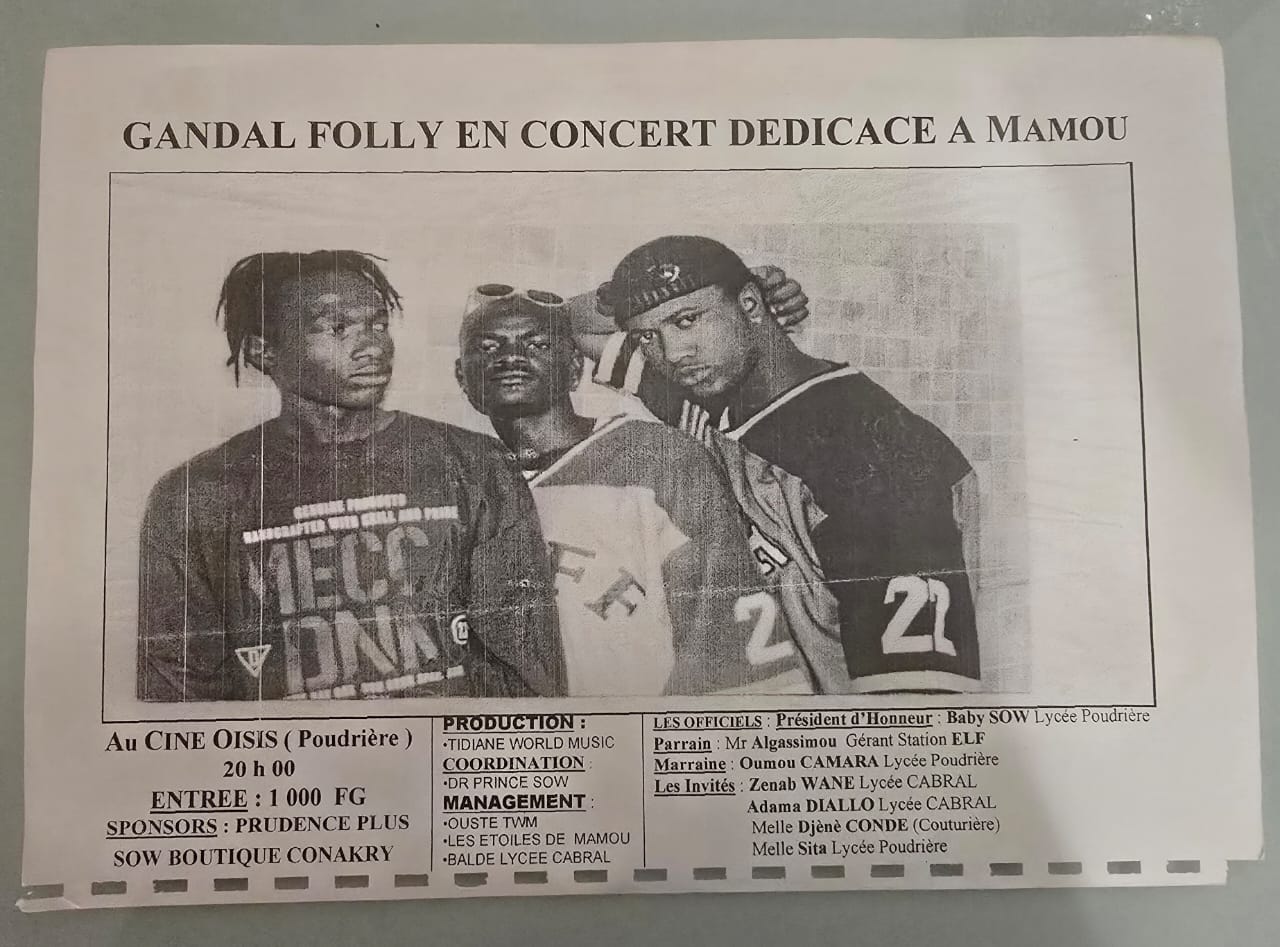 GANDAL FOLLY EN CONCERT DEDICACE A MAMOU
MECC
DNA
2
21
Au CINE OISIS ( Poudrière )
20 h 00
ENTREE : 1 000 FG
SPONSORS : PRUDENCE PLUS
SOW BOUTIQUE CONAKRY
PRODUCTION :
•TIDIANE WORLD MUSIC
COORDINATION :
•DR PRINCE SOW
MANAGEMENT :
•OUSTE TWM
•LES ETOILES DE MAMOU
•BALDE LYCEE CABRAL
LES OFFICIELS : Président d'Honneur : Baby SOW Lycée Poudrière
Parrain : Mr Algassimou Gérant Station ELF
Marraine : Oumou CAMARA Lycée Poudrière
Les Invités : Zenab WANE Lycée CABRAL
Adama DIALLO Lycée CABRAL
Melle Djènè CONDE (Couturière)
Melle Sita Lycée Poudrière